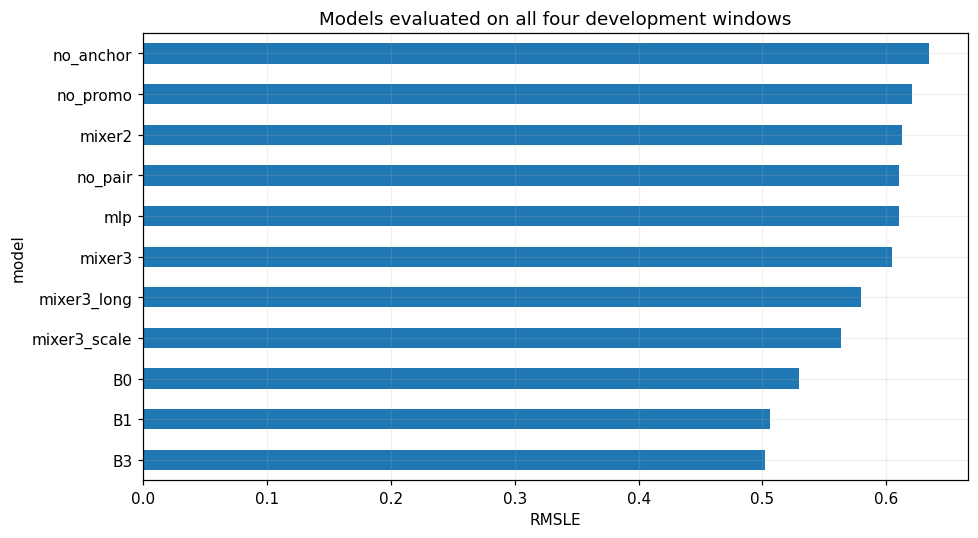 Models evaluated on all four development windows
model
no_anchor
no_promo
mixer2
no_pair
mlp
mixer3
mixer3_long
mixer3_scale
B0
B1
B3
0.0 0.1 0.2 0.3 0.4 0.5 0.6
RMSLE